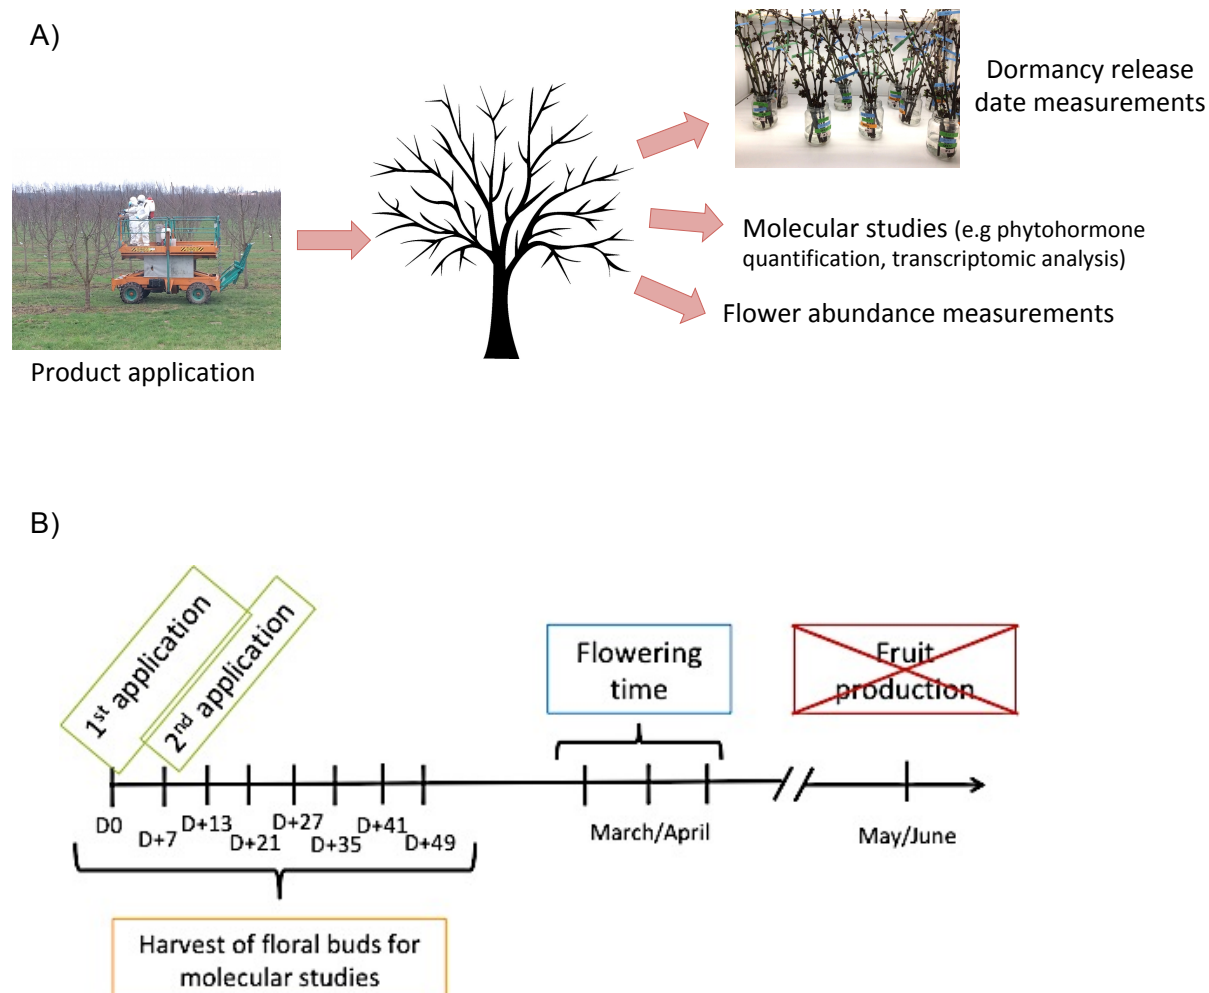 A)
Dormancy release
date measurements
Molecular studies (e.g phytohormone
quantification, transcriptomic analysis)
Flower abundance measurements
Product application
B)
1st application
2nd application
Flowering
time
Fruit
production
D0
D+7
D+13
D+21
D+27
D+35
D+41
D+49
March/April
May/June
Harvest of floral buds for
molecular studies